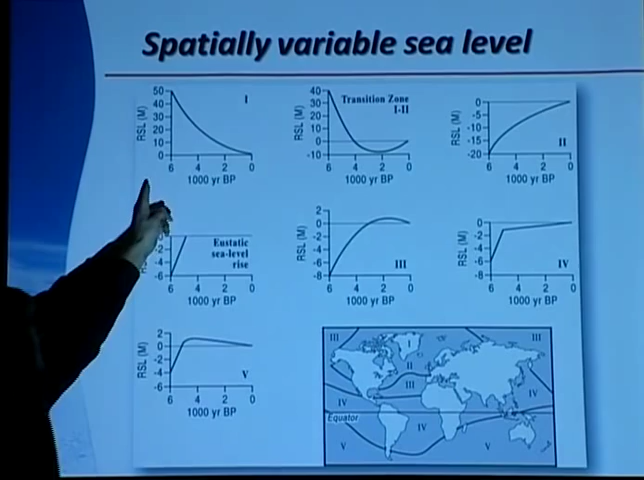 Spatially variable sea level
50
40
30
20
10
0
RSL (M)
I
6 4 2 0
1000 yr BP
40
30
20
10
0
-10
RSL (M)
Transition Zone
I-II
6 4 2 0
1000 yr BP
0
-5
-10
-15
-20
RSL (M)
II
6 4 2 0
1000 yr BP
-2
-4
-6
Eustatic
sea-level
rise
6 4 2 0
1000 yr BP
2
0
-2
-4
-6
-8
RSL (M)
III
6 4 2 0
1000 yr BP
0
-2
-4
-6
-8
RSL (M)
IV
6 4 2 0
1000 yr BP
2
0
-2
-6
RSL (M)
V
6 4 2 0
1000 yr BP
III
I
III
II
III
IV
IV
Equator
IV
V
V